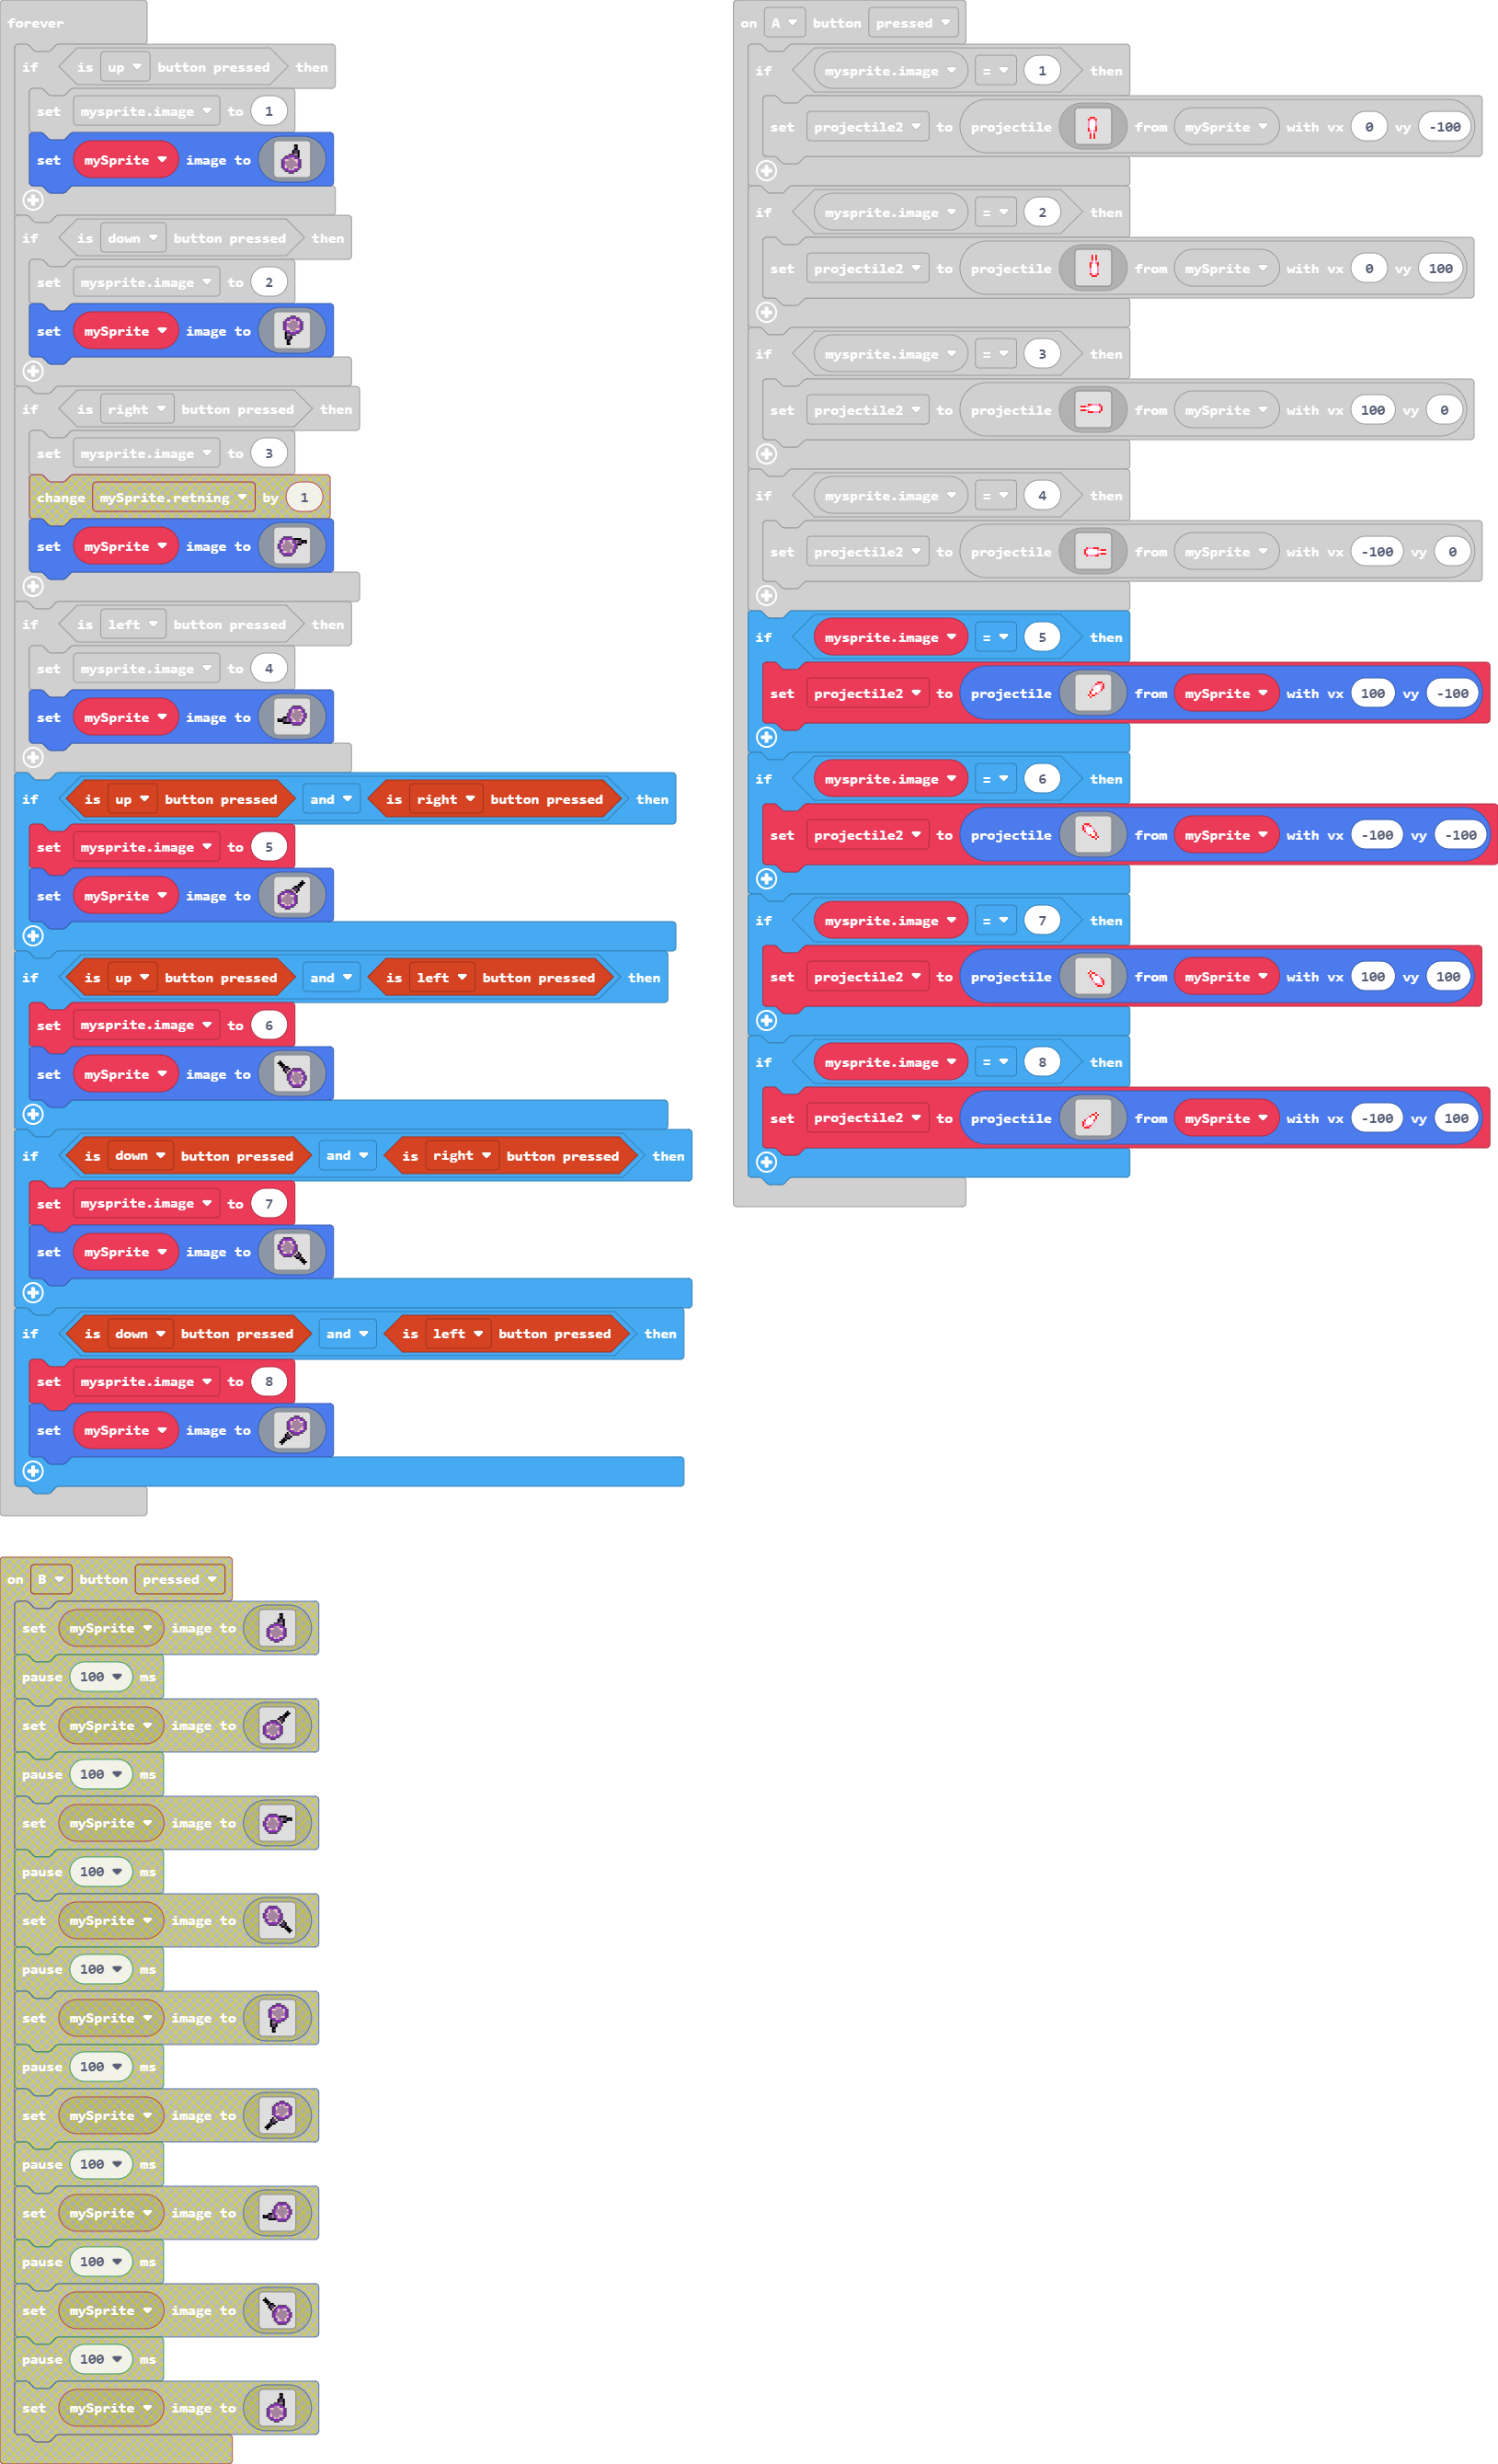 forever
if is up button pressed then
set mysprite.image to 1
set mySprite image to
if is down button pressed then
set mysprite.image to 2
set mySprite image to
if is right button pressed then
set mysprite.image to 3
change mySprite.retning by 1
set mySprite image to
if is left button pressed then
set mysprite.image to 4
set mySprite image to
if is up button pressed and is right button pressed then
set mysprite.image to 5
set mySprite image to
if is up button pressed and is left button pressed then
set mysprite.image to 6
set mySprite image to
if is down button pressed and is right button pressed then
set mysprite.image to 7
set mySprite image to
if is down button pressed and is left button pressed then
set mysprite.image to 8
set mySprite image to
on A button pressed
if mysprite.image = 1 then
set projectile2 to projectile from mySprite with vx 0 vy -100
if mysprite.image = 2 then
set projectile2 to projectile from mySprite with vx 0 vy 100
if mysprite.image = 3 then
set projectile2 to projectile from mySprite with vx 100 vy 0
if mysprite.image = 4 then
set projectile2 to projectile from mySprite with vx -100 vy 0
if mysprite.image = 5 then
set projectile2 to projectile from mySprite with vx 100 vy -100
if mysprite.image = 6 then
set projectile2 to projectile from mySprite with vx -100 vy -100
if mysprite.image = 7 then
set projectile2 to projectile from mySprite with vx 100 vy 100
if mysprite.image = 8 then
set projectile2 to projectile from mySprite with vx -100 vy 100
on B button pressed
set mySprite image to
pause 100 ms
set mySprite image to
pause 100 ms
set mySprite image to
pause 100 ms
set mySprite image to
pause 100 ms
set mySprite image to
pause 100 ms
set mySprite image to
pause 100 ms
set mySprite image to
pause 100 ms
set mySprite image to
pause 100 ms
set mySprite image to